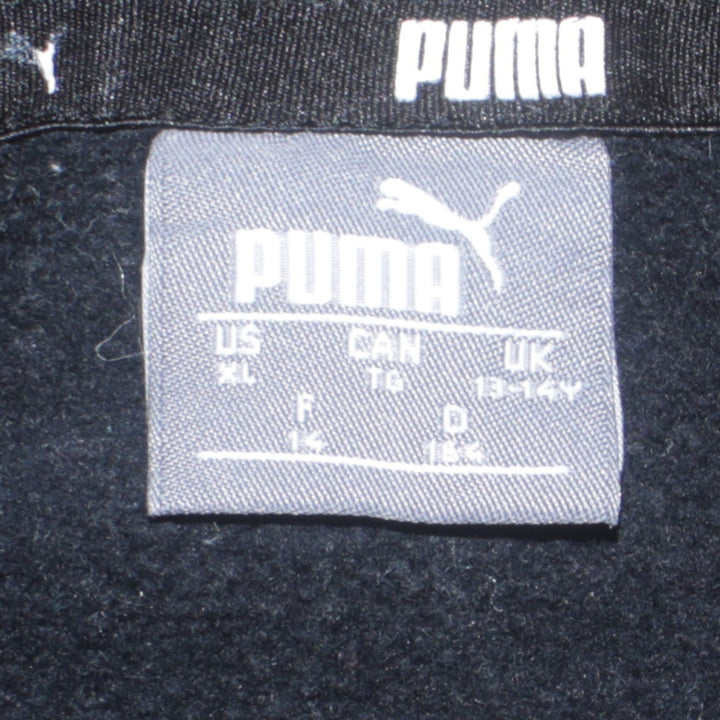 PUMA
PUMA
US CAN UK
XL TG 13-14Y
F D
14 164